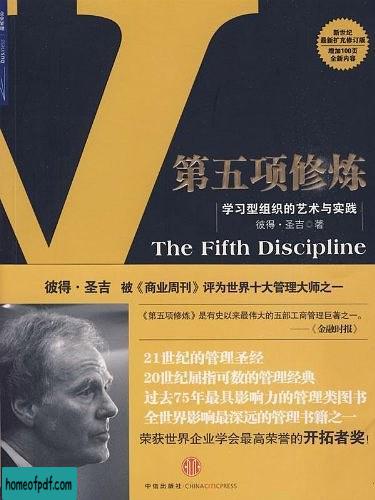 新世纪
最新扩充修订版
增加100页
全新内容
第五项修炼
学习型组织的艺术与实践
彼得·圣吉◎著
The Fifth Discipline
彼得·圣吉 被《商业周刊》评为世界十大管理大师之一
《第五项修炼》是有史以来最伟大的五部工商管理巨著之一。
——《金融时报》
21世纪的管理圣经
20世纪屈指可数的管理经典
过去75年最具影响力的管理类图书
全世界影响最深远的管理书籍之一
荣获世界企业学会最高荣誉的开拓者奖!
中信出版社·CHINACITICPRESS
homeofpdf.com
homeofpdf.com